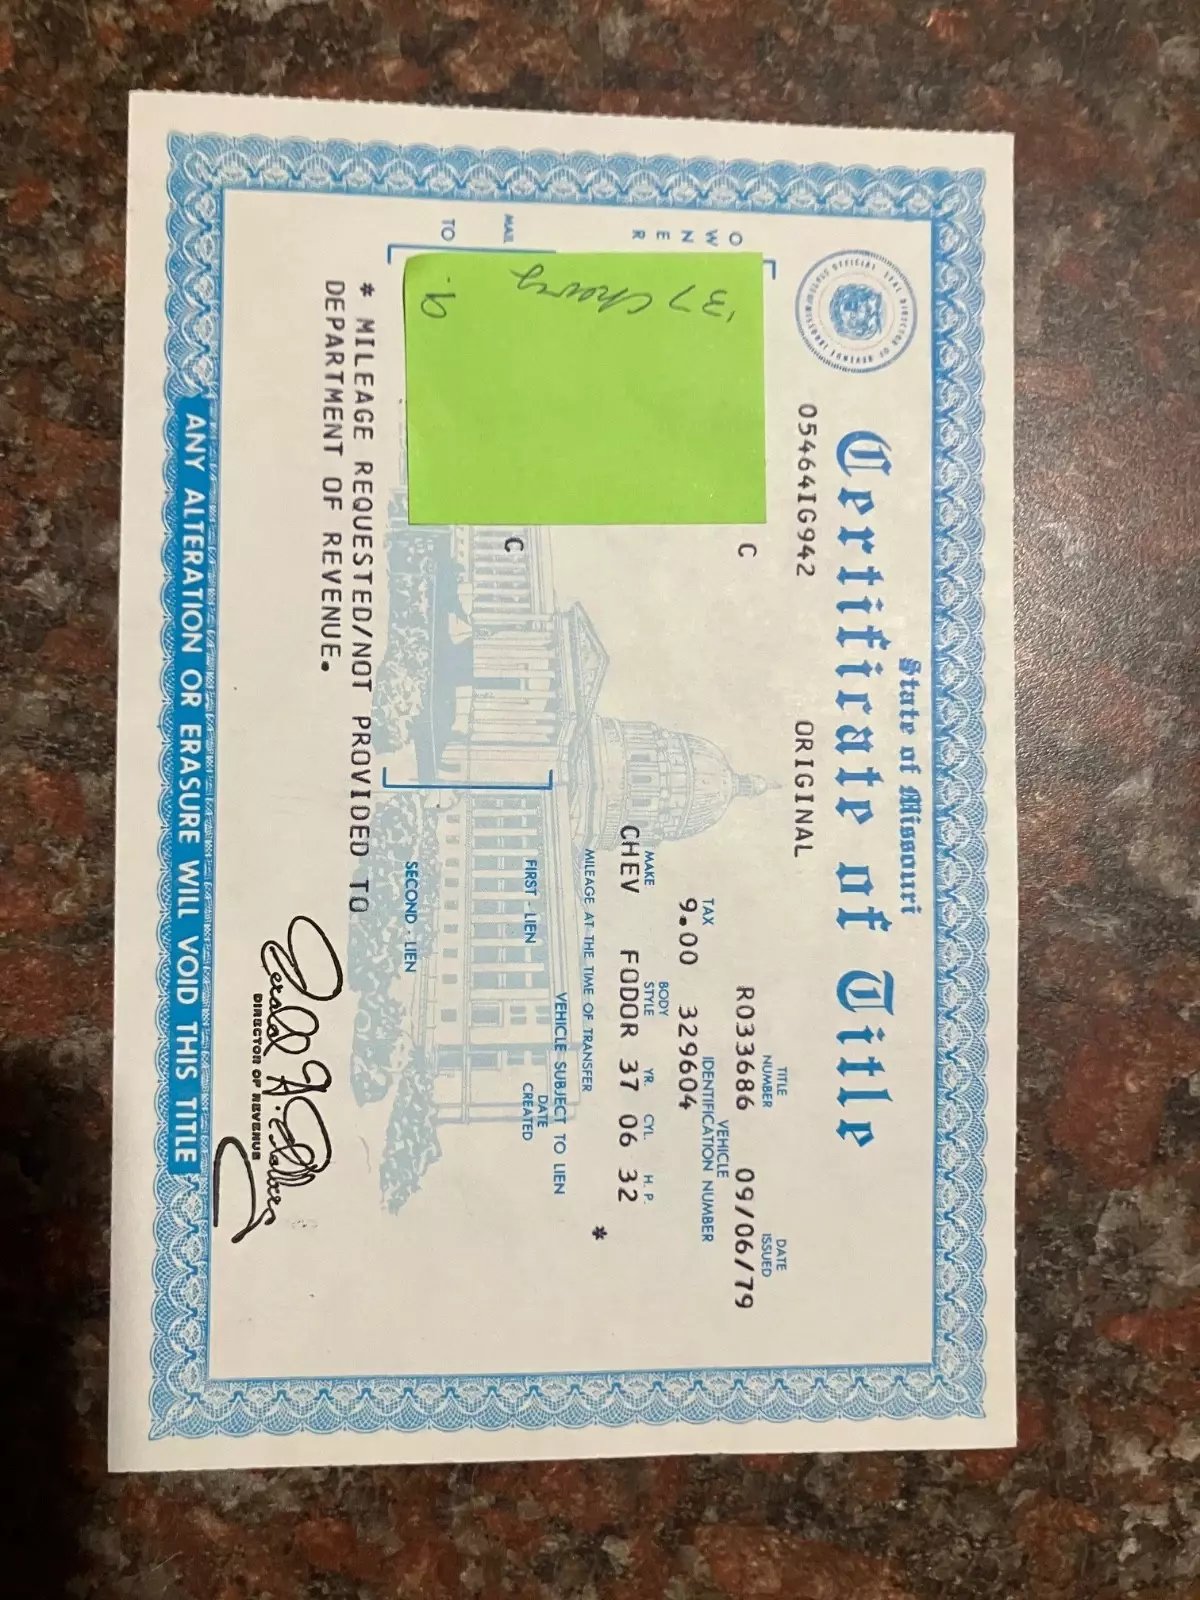 State of Missouri
Certificate of Title
05464IG942 ORIGINAL
TITLE NUMBER DATE ISSUED
OWNER C R033686 09/06/79
TAX VEHICLE IDENTIFICATION NUMBER
9.00 329604
MAKE BODY STYLE YR. CYL. H. P.
CHEV FODOR 37 06 32
MILEAGE AT THE TIME OF TRANSFER *
VEHICLE SUBJECT TO LIEN
MAIL TO C
FIRST - LIEN DATE CREATED
SECOND - LIEN
'37 Chevy
* MILEAGE REQUESTED/NOT PROVIDED TO
DEPARTMENT OF REVENUE.
DIRECTOR OF REVENUE
ANY ALTERATION OR ERASURE WILL VOID THIS TITLE